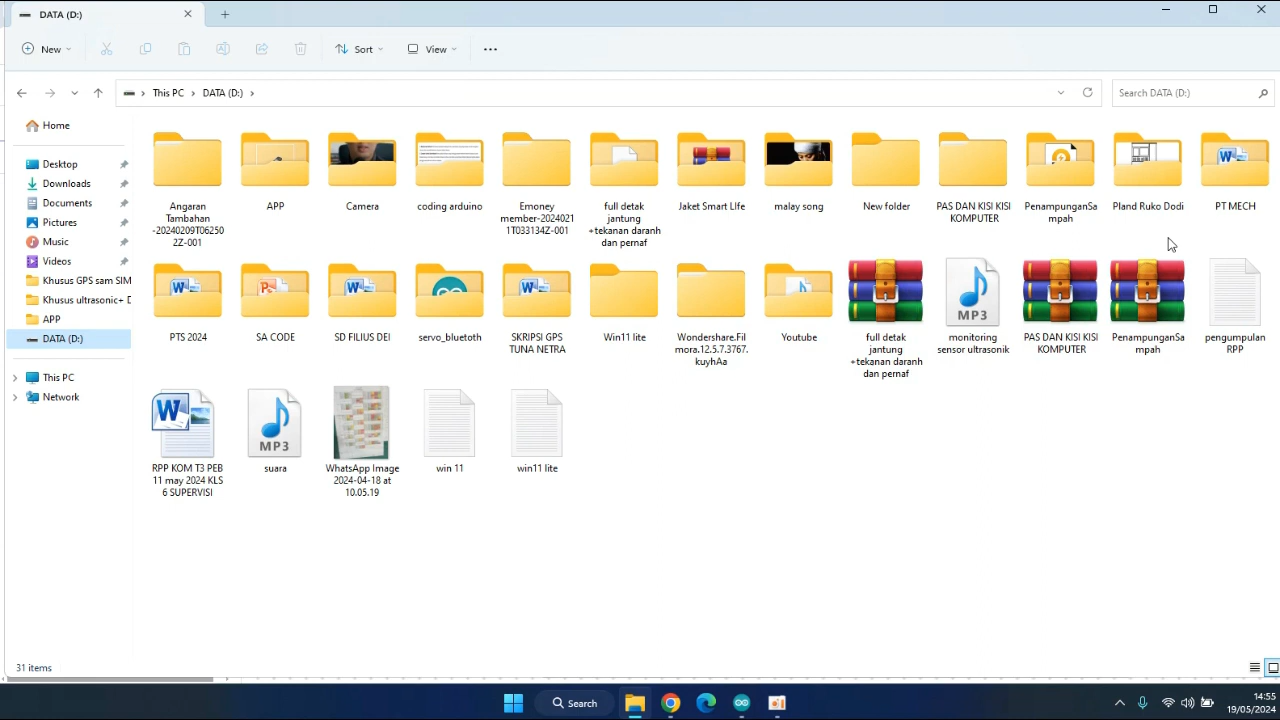 DATA (D:)
New
Sort
View
This PC
DATA (D:)
Search DATA (D:)
Home
Desktop
Downloads
Documents
Pictures
Music
Videos
Khusus GPS sam SIM
Khusus ultrasonic+ D
APP
DATA (D:)
This PC
Network
Angaran
Tambahan
-20240209T06250
2Z-001
APP
Camera
coding arduino
Emoney
member-2024021
1T033134Z-001
full detak
jantung
+tekanan daranh
dan pernaf
Jaket Smart LIfe
malay song
New folder
PAS DAN KISI KISI
KOMPUTER
PenampunganSa
mpah
Pland Ruko Dodi
PT MECH
PTS 2024
SA CODE
SD FILIUS DEI
servo_bluetoth
SKRIPSI GPS
TUNA NETRA
Win11 lite
Wondershare.Fil
mora.12.5.7.3767.
kuyhAa
Youtube
full detak
jantung
+tekanan daranh
dan pernaf
MP3
monitoring
sensor ultrasonik
PAS DAN KISI KISI
KOMPUTER
PenampunganSa
mpah
pengumpulan
RPP
W
RPP KOM T3 PEB
11 may 2024 KLS
6 SUPERVISI
MP3
suara
WhatsApp Image
2024-04-18 at
10.05.19
win 11
win11 lite
31 items
Search
14:55
19/05/2024